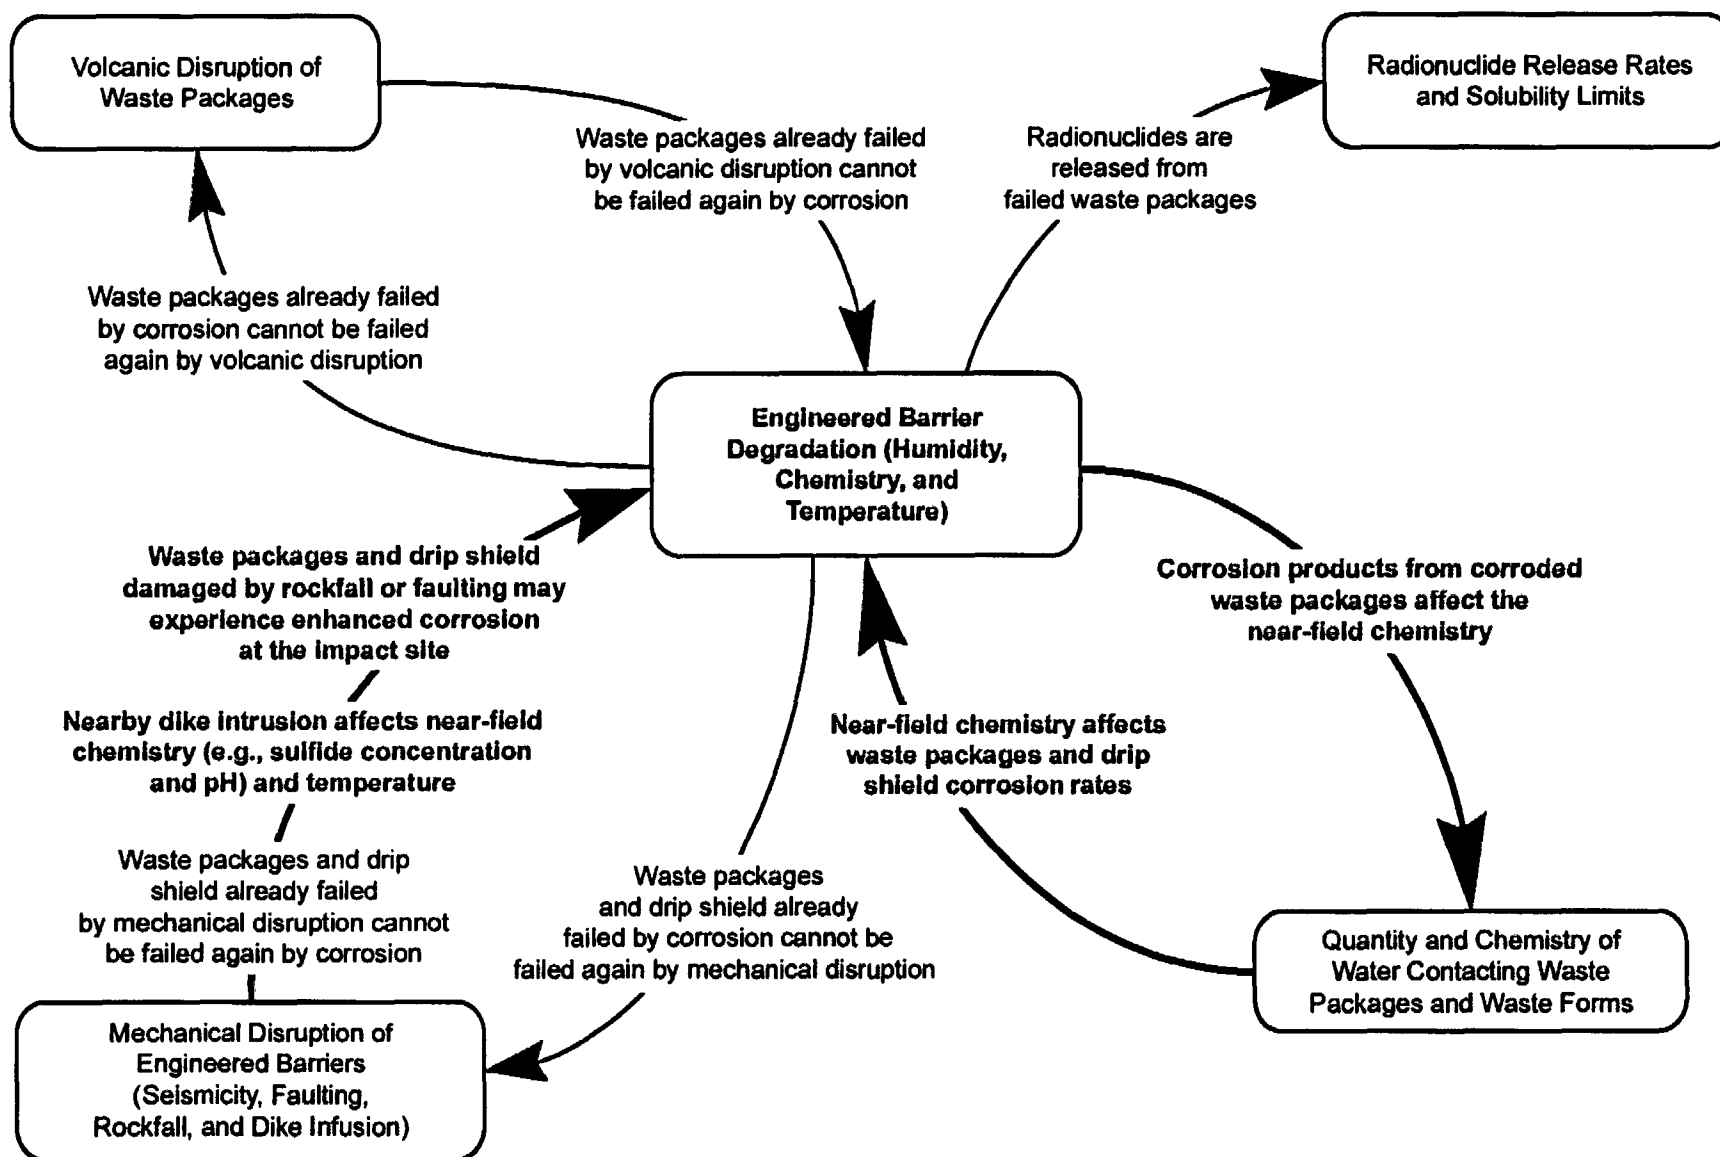 Volcanic Disruption of
Waste Packages
Radionuclide Release Rates
and Solubility Limits
Waste packages already failed
by volcanic disruption cannot
be failed again by corrosion
Radionuclides are
released from
failed waste packages
Waste packages already failed
by corrosion cannot be failed
again by volcanic disruption
Engineered Barrier
Degradation (Humidity,
Chemistry, and
Temperature)
Waste packages and drip shield
damaged by rockfall or faulting may
experience enhanced corrosion
at the impact site
Corrosion products from corroded
waste packages affect the
near-field chemistry
Nearby dike intrusion affects near-field
chemistry (e.g., sulfide concentration
and pH) and temperature
Near-field chemistry affects
waste packages and drip
shield corrosion rates
Waste packages and drip
shield already failed
by mechanical disruption cannot
be failed again by corrosion
Waste packages
and drip shield already
failed by corrosion cannot be
failed again by mechanical disruption
Quantity and Chemistry of
Water Contacting Waste
Packages and Waste Forms
Mechanical Disruption of
Engineered Barriers
(Seismicity, Faulting,
Rockfall, and Dike Infusion)